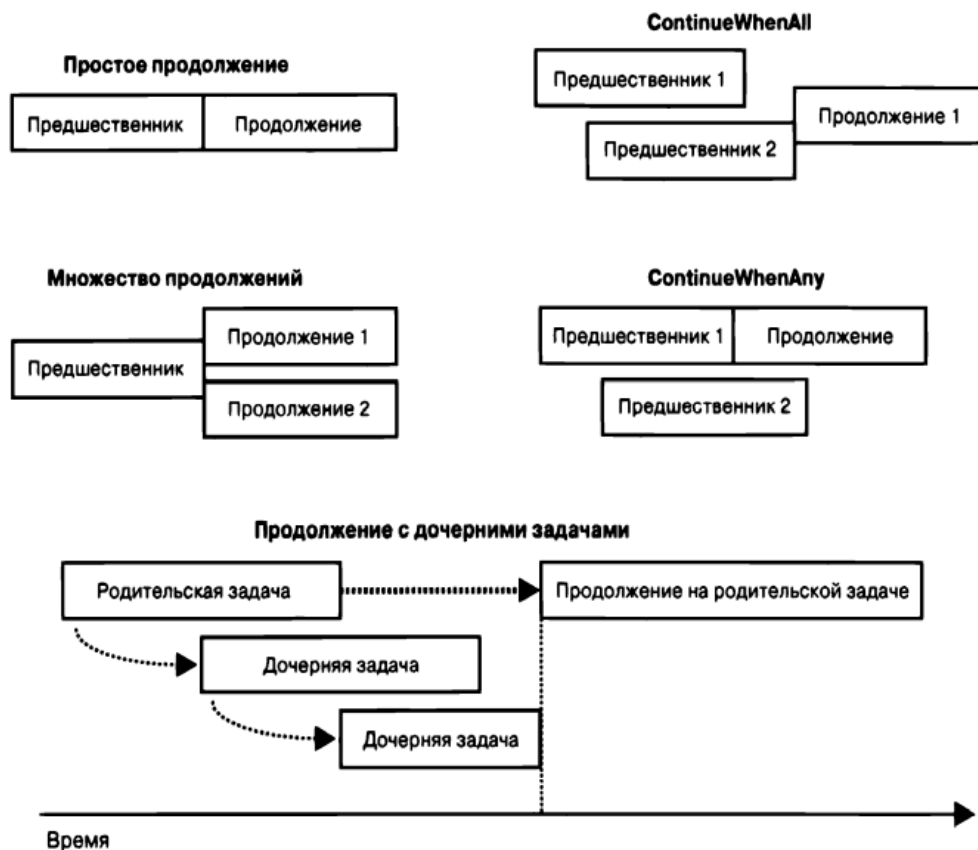 Простое продолжение
Предшественник
Продолжение
ContinueWhenAll
Предшественник 1
Продолжение 1
Предшественник 2
Множество продолжений
Предшественник
Продолжение 1
Продолжение 2
ContinueWhenAny
Предшественник 1
Продолжение
Предшественник 2
Продолжение с дочерними задачами
Родительская задача
Продолжение на родительской задаче
Дочерняя задача
Дочерняя задача
Время